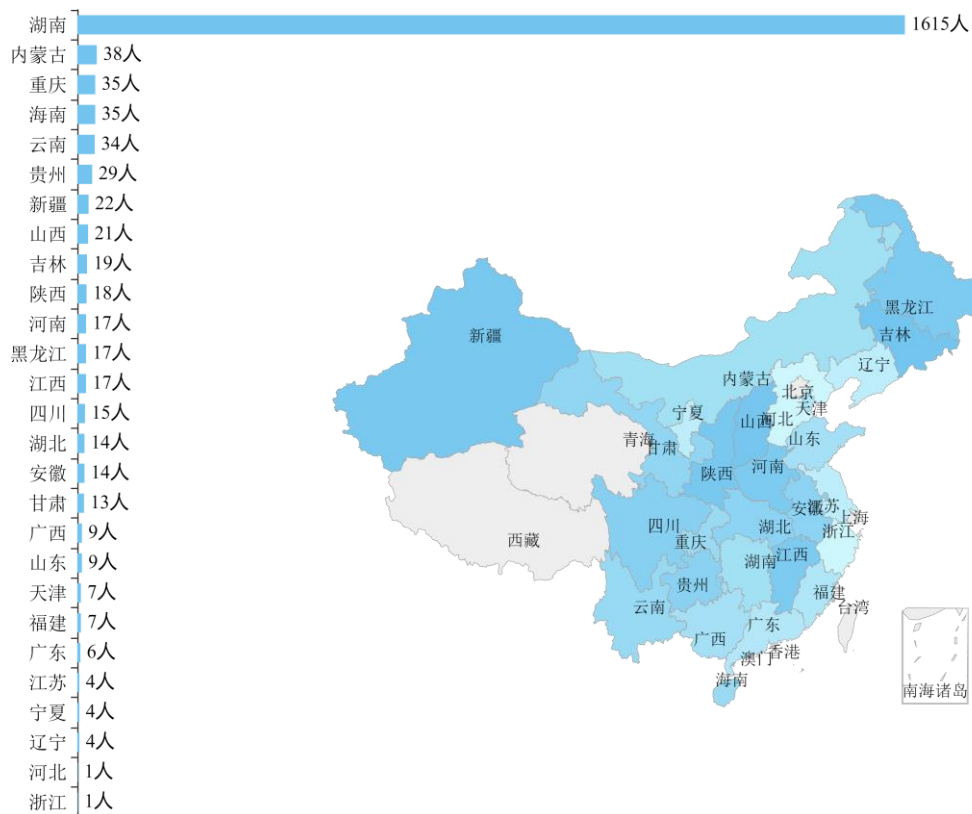 湖南 1615人
内蒙古 38人
重庆 35人
海南 35人
云南 34人
贵州 29人
新疆 22人
山西 21人
吉林 19人
陕西 18人
河南 17人
黑龙江 17人
江西 17人
四川 15人
湖北 14人
安徽 14人
甘肃 13人
广西 9人
山东 9人
天津 7人
福建 7人
广东 6人
江苏 4人
宁夏 4人
辽宁 4人
河北 1人
浙江 1人
黑龙江
新疆
吉林
辽宁
内蒙古
北京
天津
宁夏
山西
河北
青海
甘肃
山东
陕西
河南
安徽
江苏
上海
四川
湖北
浙江
重庆
西藏
湖南
江西
贵州
福建
云南
台湾
广东
广西
香港
澳门
海南
南海诸岛